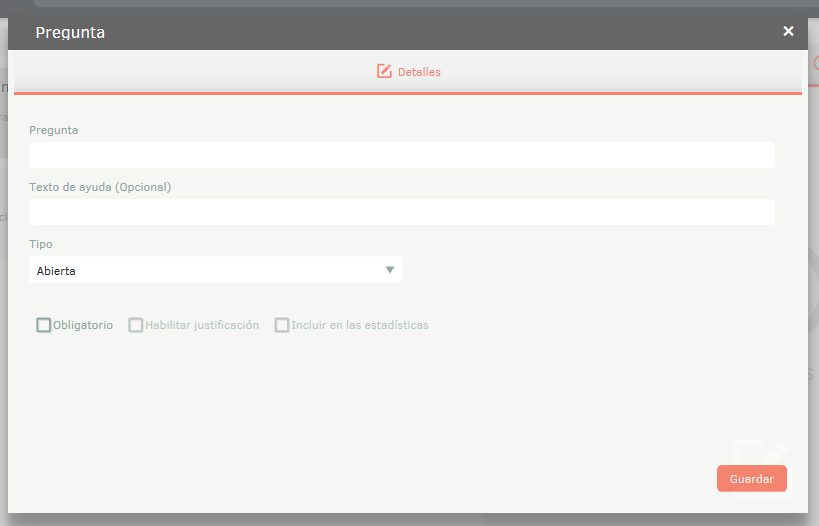 Pregunta
Detalles
Pregunta
Texto de ayuda (Opcional)
Tipo
Abierta
Obligatorio Habilitar justificación Incluir en las estadísticas
Guardar